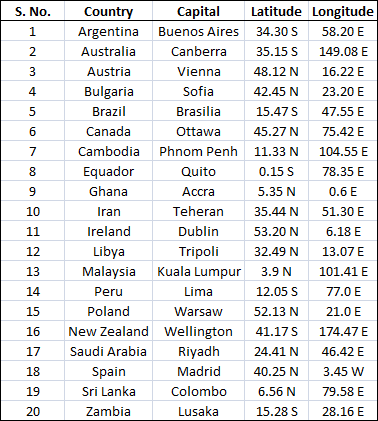 S. No. Country Capital Latitude Longitude
1 Argentina Buenos Aires 34.30 S 58.20 E
2 Australia Canberra 35.15 S 149.08 E
3 Austria Vienna 48.12 N 16.22 E
4 Bulgaria Sofia 42.45 N 23.20 E
5 Brazil Brasilia 15.47 S 47.55 E
6 Canada Ottawa 45.27 N 75.42 E
7 Cambodia Phnom Penh 11.33 N 104.55 E
8 Equador Quito 0.15 S 78.35 E
9 Ghana Accra 5.35 N 0.6 E
10 Iran Teheran 35.44 N 51.30 E
11 Ireland Dublin 53.20 N 6.18 E
12 Libya Tripoli 32.49 N 13.07 E
13 Malaysia Kuala Lumpur 3.9 N 101.41 E
14 Peru Lima 12.05 S 77.0 E
15 Poland Warsaw 52.13 N 21.0 E
16 New Zealand Wellington 41.17 S 174.47 E
17 Saudi Arabia Riyadh 24.41 N 46.42 E
18 Spain Madrid 40.25 N 3.45 W
19 Sri Lanka Colombo 6.56 N 79.58 E
20 Zambia Lusaka 15.28 S 28.16 E